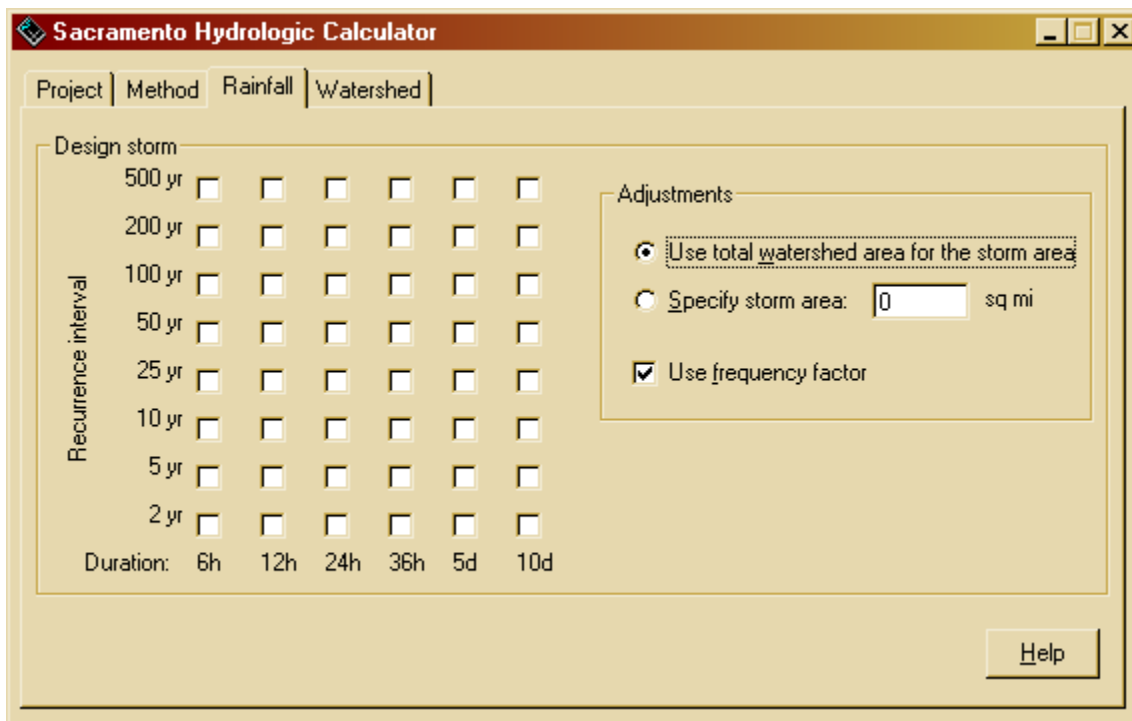 Sacramento Hydrologic Calculator
Project Method Rainfall Watershed
Design storm
Recurrence interval
500 yr
200 yr
100 yr
50 yr
25 yr
10 yr
5 yr
2 yr
Duration: 6h 12h 24h 36h 5d 10d
Adjustments
Use total watershed area for the storm area
Specify storm area: 0 sq mi
Use frequency factor
Help